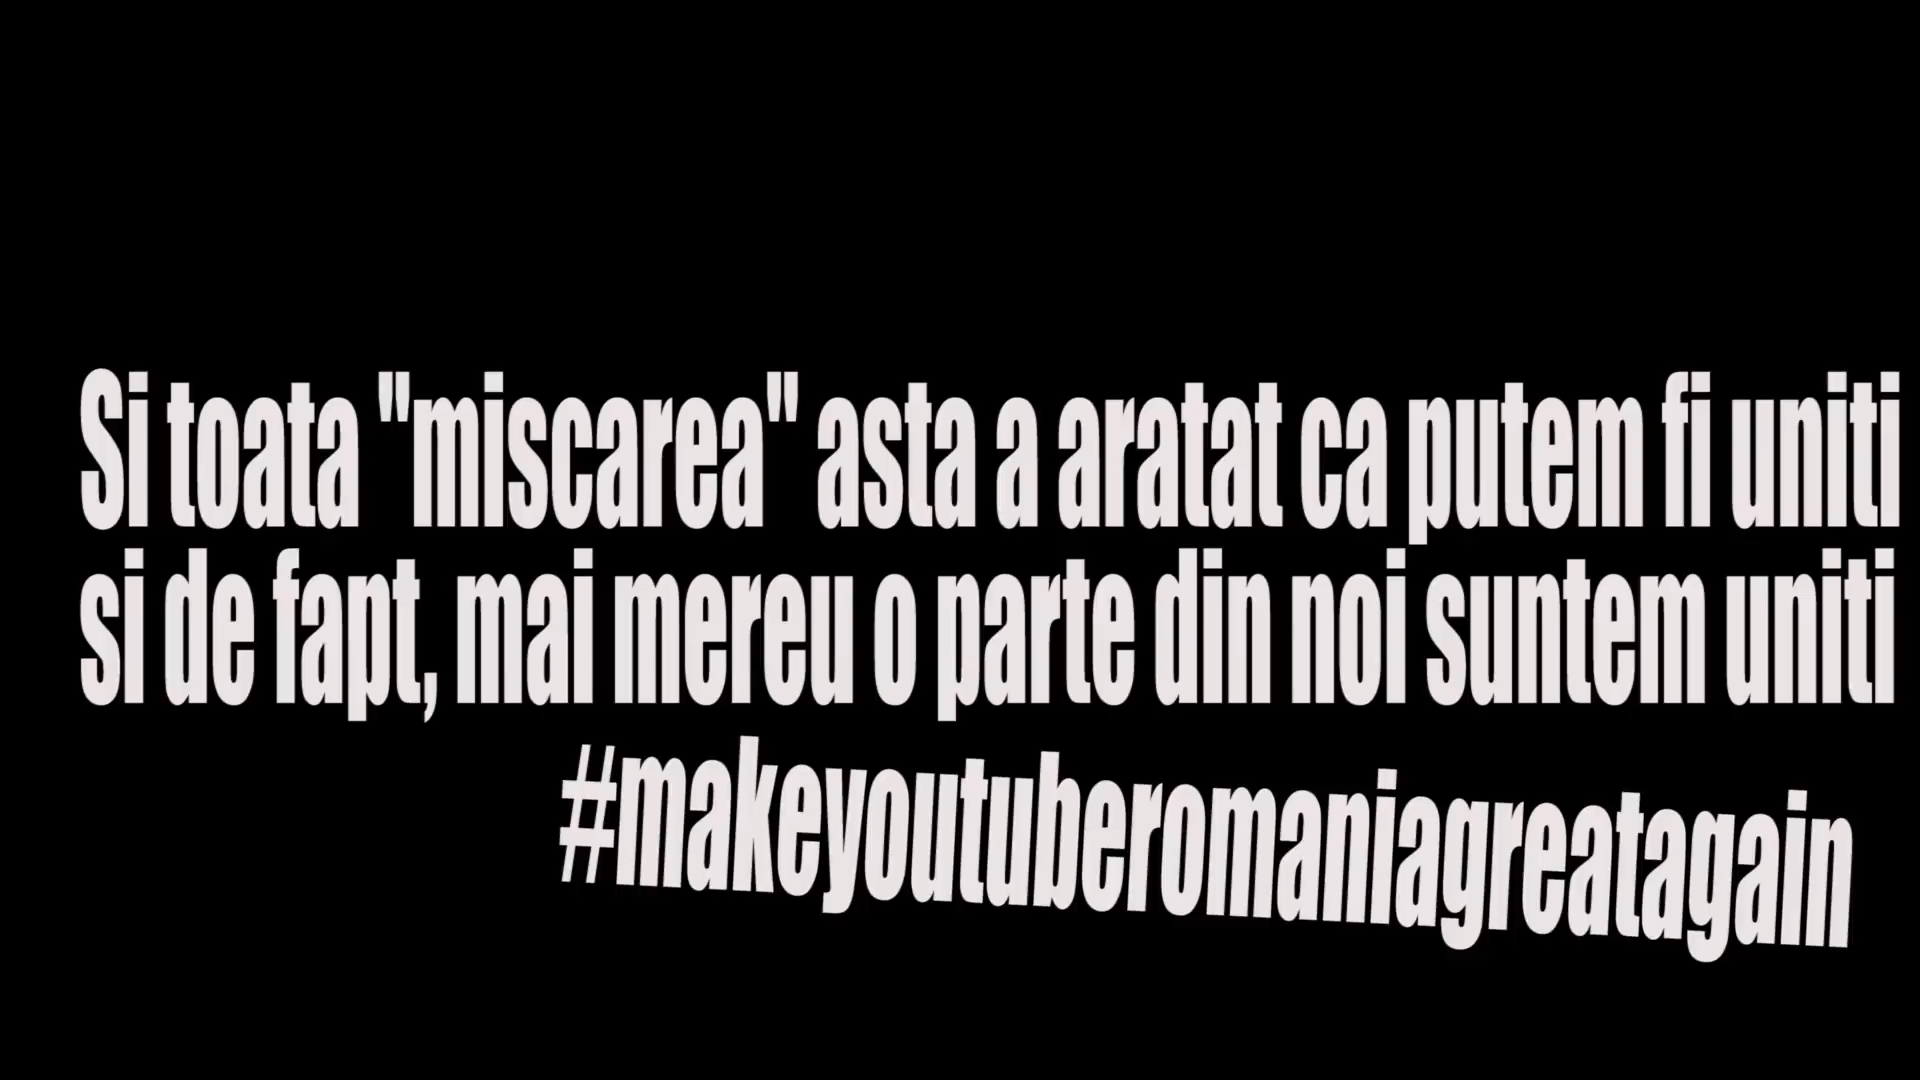 Si toata "miscarea" asta a aratat ca putem fi uniti
si de fapt, mai mereu o parte din noi suntem uniti
#makeyoutuberomaniagreatagain